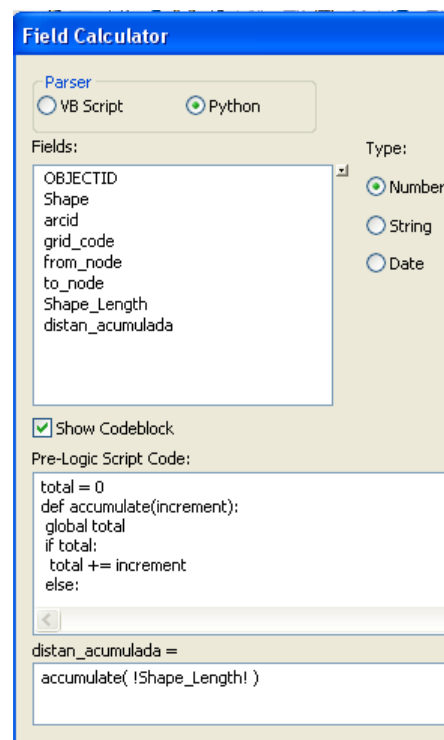 Field Calculator
Parser
VB Script
Python
Fields:
Type:
OBJECTID
Shape
arcid
grid_code
from_node
to_node
Shape_Length
distan_acumulada
Number
String
Date
Show Codeblock
Pre-Logic Script Code:
total = 0
def accumulate(increment):
global total
if total:
total += increment
else:
distan_acumulada =
accumulate( !Shape_Length! )